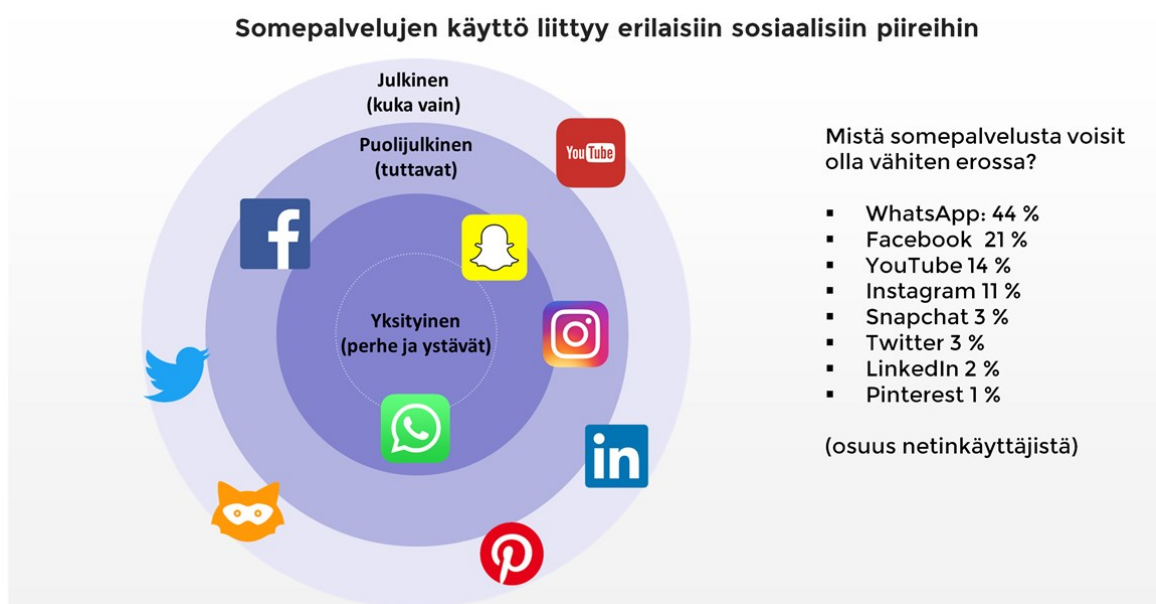 Somepalvelujen käyttö liittyy erilaisiin sosiaalisiin piireihin
Julkinen
(kuka vain)
Puolijulkinen
(tuttavat)
You Tube
Yksityinen
(perhe ja ystävät)
in
Mistä somepalvelusta voisit
olla vähiten erossa?
▪ WhatsApp: 44 %
▪ Facebook 21 %
▪ YouTube 14 %
▪ Instagram 11 %
▪ Snapchat 3 %
▪ Twitter 3 %
▪ LinkedIn 2 %
▪ Pinterest 1 %
(osuus netinkäyttäjistä)